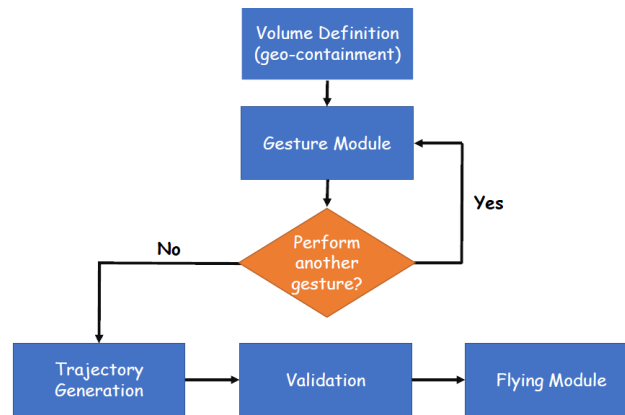 Volume Definition
(geo-containment)
Gesture Module
Yes
No
Perform
another
gesture?
Trajectory
Generation
Validation
Flying Module